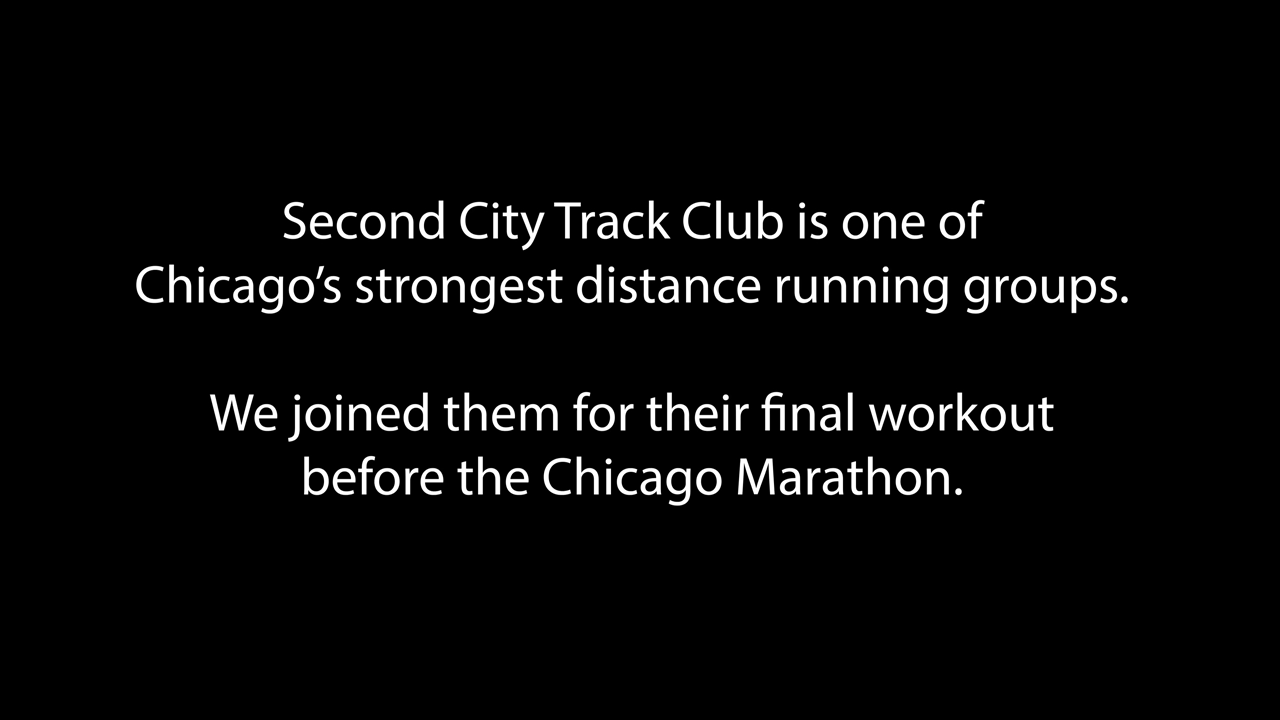 Second City Track Club is one of
Chicago’s strongest distance running groups.
We joined them for their final workout
before the Chicago Marathon.